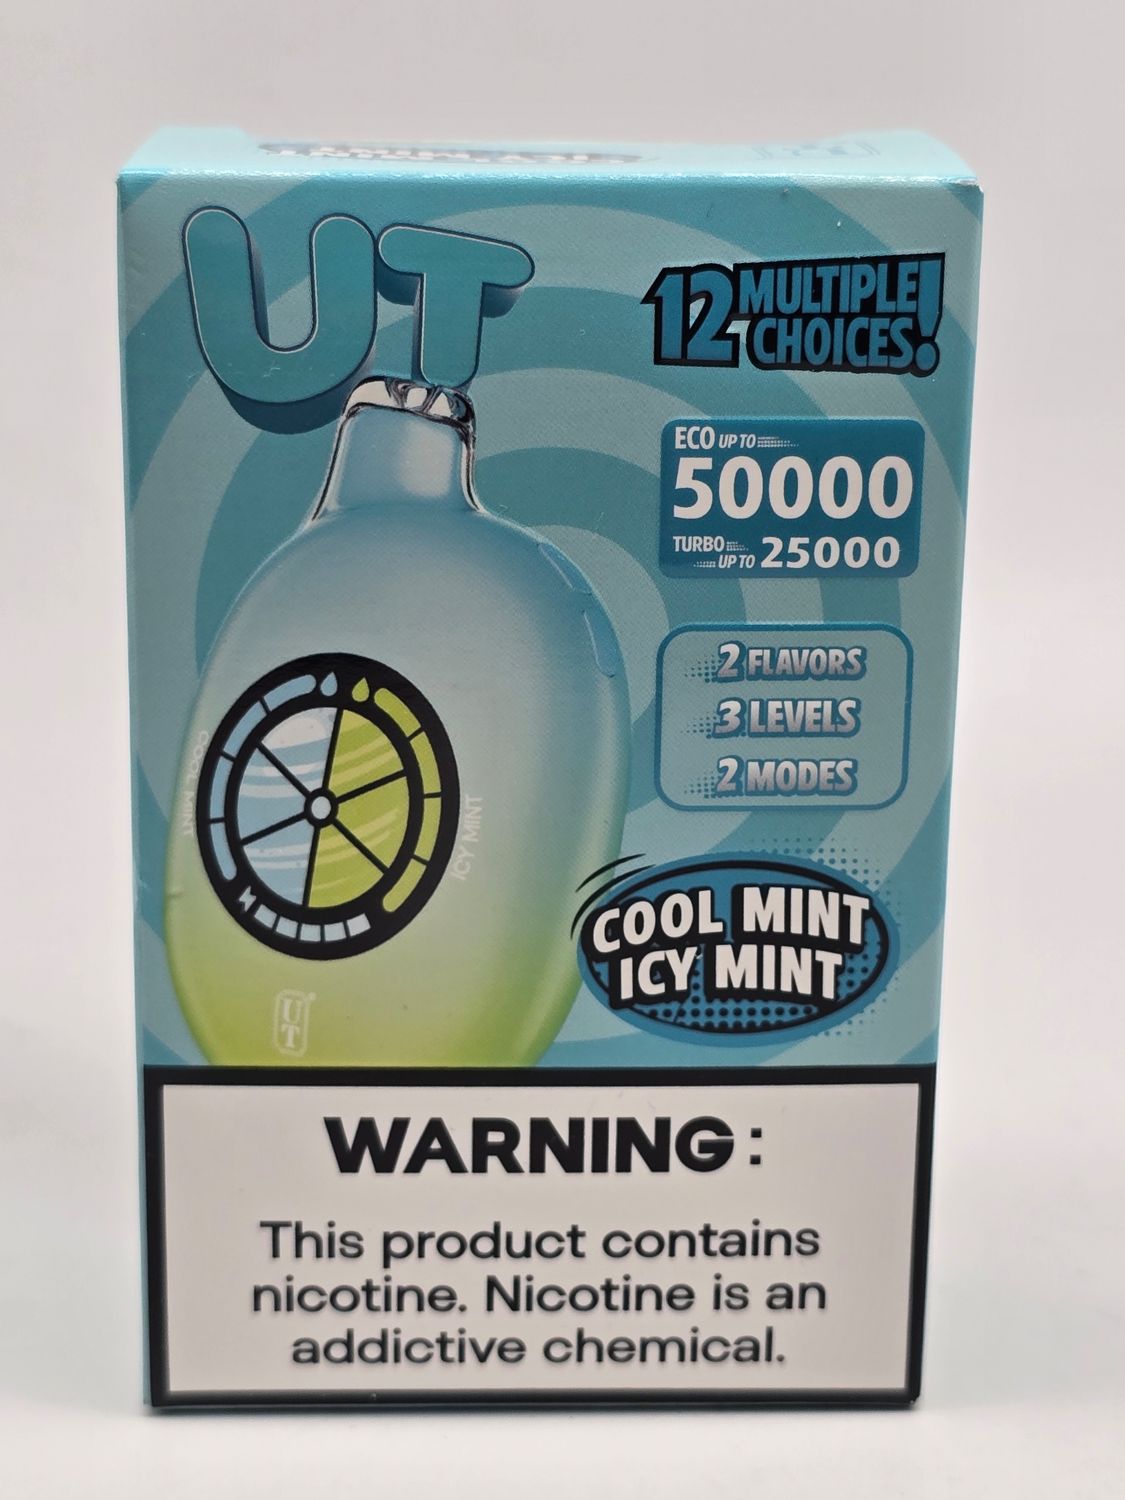 UT
12 MULTIPLE
CHOICES!
ECO UP TO
50000
TURBO
UP TO 25000
2 FLAVORS
3 LEVELS
2 MODES
COOL MINT
ICY MINT
COOL MINT
ICY MINT
UT
WARNING:
This product contains
nicotine. Nicotine is an
addictive chemical.